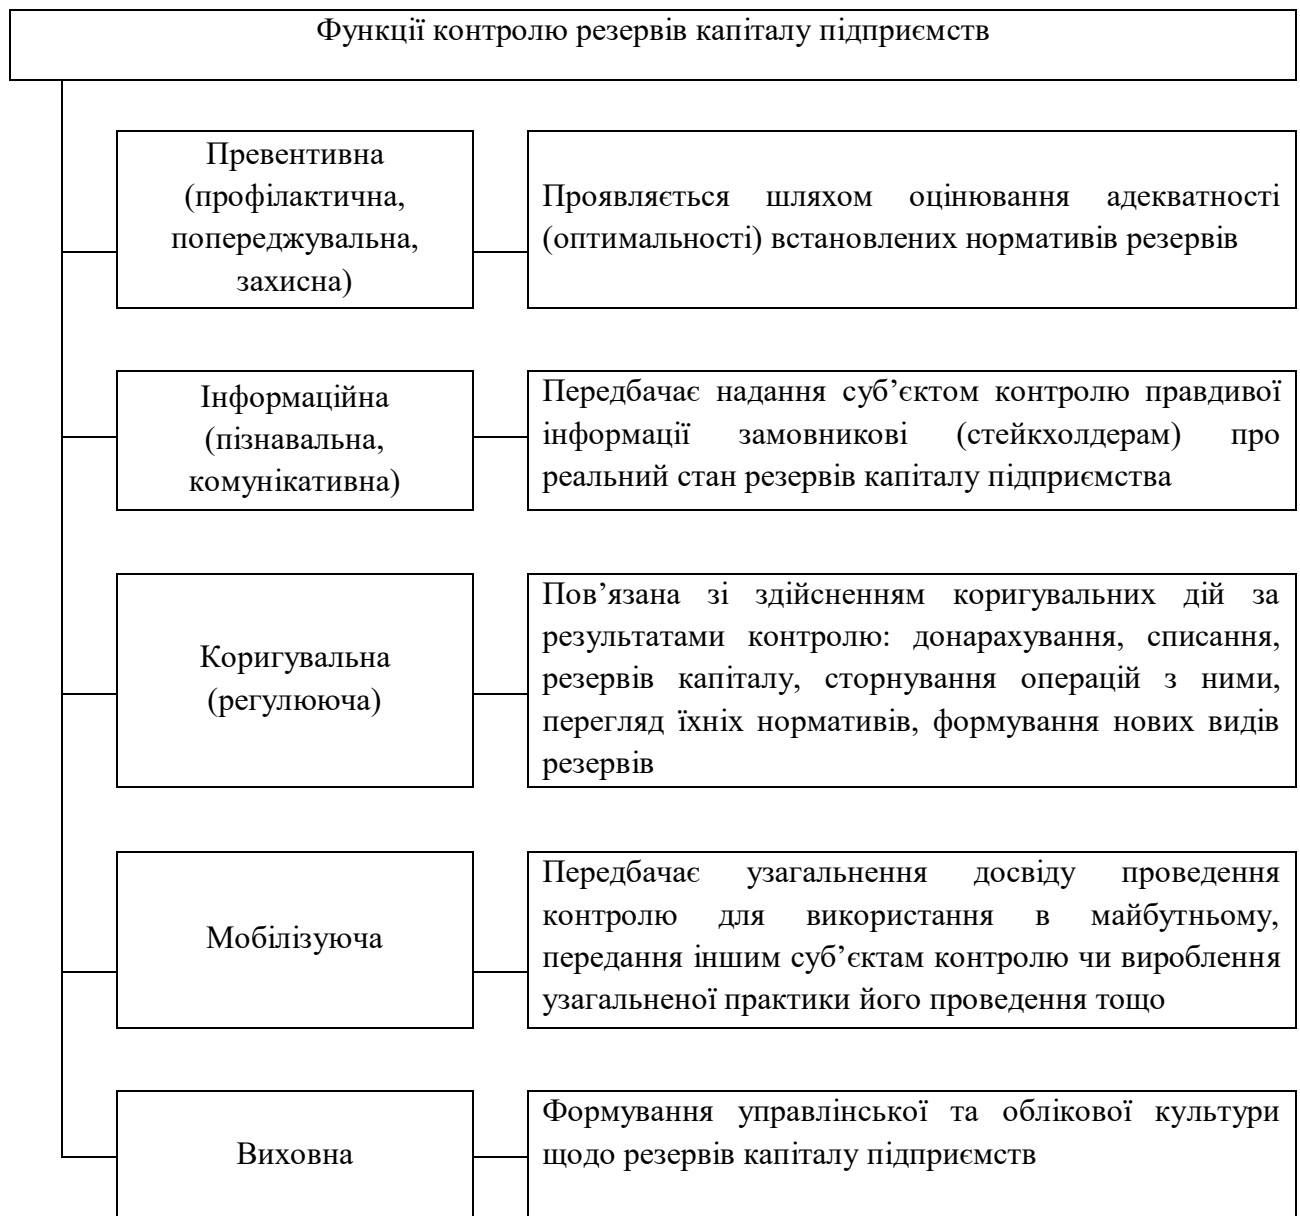 Функції контролю резервів капіталу підприємств
Превентивна
(профілактична,
попереджувальна,
захисна)
Проявляється шляхом оцінювання адекватності
(оптимальності) встановлених нормативів резервів
Інформаційна
(пізнавальна,
комунікативна)
Передбачає надання суб’єктом контролю правдивої
інформації замовникові (стейкхолдерам) про
реальний стан резервів капіталу підприємства
Коригувальна
(регулююча)
Пов’язана зі здійсненням коригувальних дій за
результатами контролю: донарахування, списання,
резервів капіталу, сторнування операцій з ними,
перегляд їхніх нормативів, формування нових видів
резервів
Мобілізуюча
Передбачає узагальнення досвіду проведення
контролю для використання в майбутньому,
передання іншим суб’єктам контролю чи вироблення
узагальненої практики його проведення тощо
Виховна
Формування управлінської та облікової культури
щодо резервів капіталу підприємств